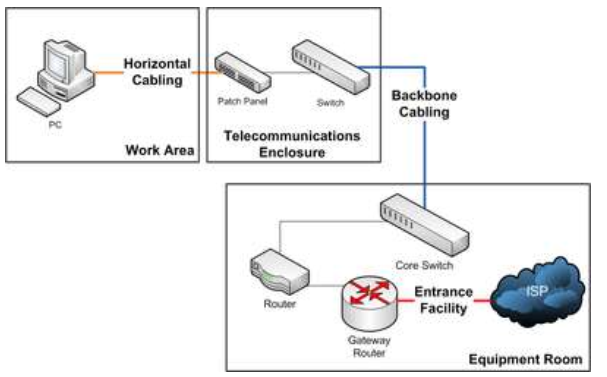 Horizontal
Cabling
PC
Work Area
Patch Panel
Switch
Telecommunications
Enclosure
Backbone
Cabling
Core Switch
Router
Gateway
Router
Entrance
Facility
ISP
Equipment Room